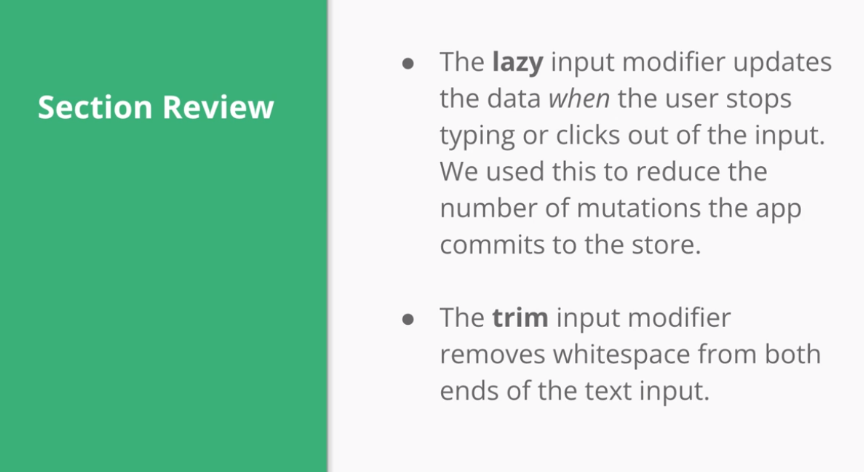 Section Review
● The lazy input modifier updates
the data when the user stops
typing or clicks out of the input.
We used this to reduce the
number of mutations the app
commits to the store.
● The trim input modifier
removes whitespace from both
ends of the text input.